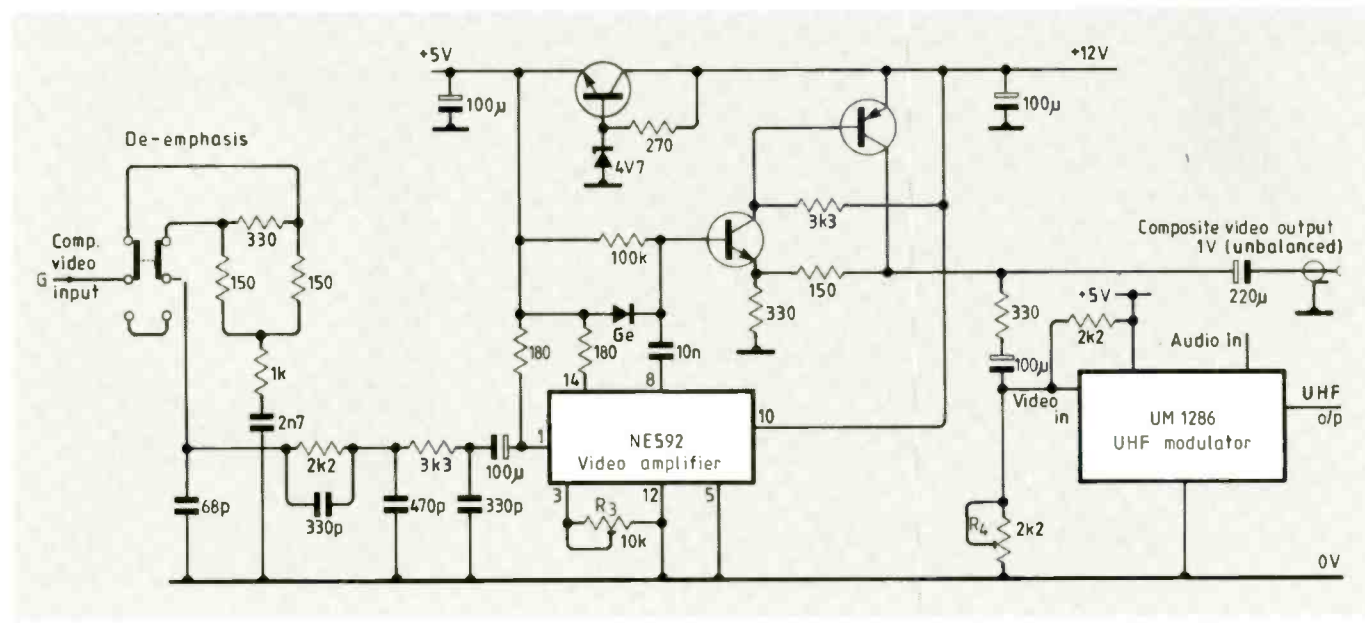 +5V
+12V
100μ
100μ
270
4V7
De-emphasis
330
150
150
Comp.
video
G input
1k
2n7
3k3
100k
150
330
Ge
10n
180
180
14
8
10
1
NE592
Video amplifier
3
12
5
R3
10k
68p
2k2
330p
470p
3k3
330p
100μ
Composite video output
1V (unbalanced)
220μ
330
+5V
2k2
Audio in
100μ
Video
in
UM 1286
UHF modulator
UHF
o/p
R4
2k2
0V